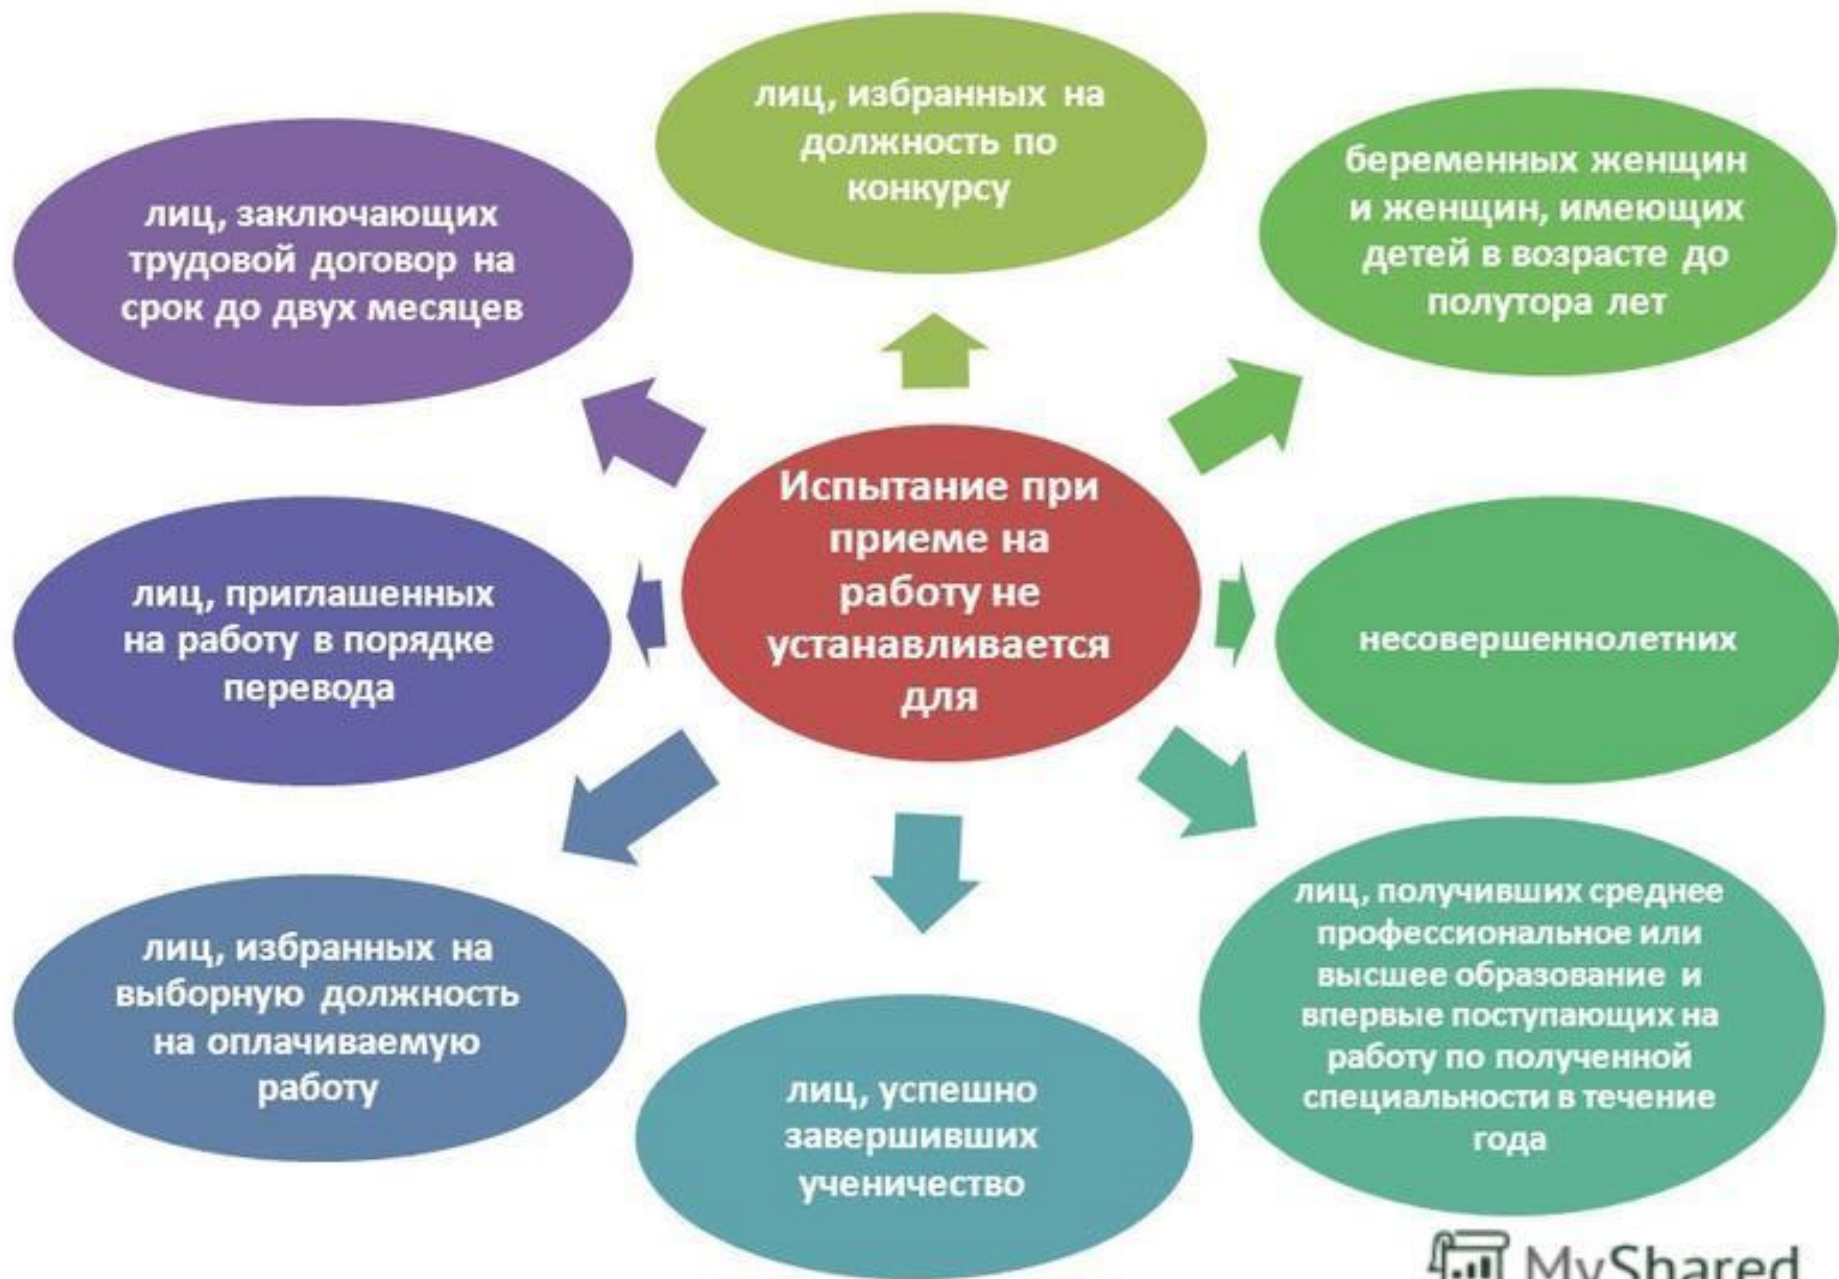 лиц, избранных на
должность по
конкурсу
беременных женщин
и женщин, имеющих
детей в возрасте до
полутора лет
лиц, заключающих
трудовой договор на
срок до двух месяцев
Испытание при
приеме на
работу не
устанавливается
для
лиц, приглашенных
на работу в порядке
перевода
несовершеннолетних
лиц, получивших среднее
профессиональное или
высшее образование и
впервые поступающих на
работу по полученной
специальности в течение
года
лиц, избранных на
выборную должность
на оплачиваемую
работу
лиц, успешно
завершивших
ученичество
MyShared